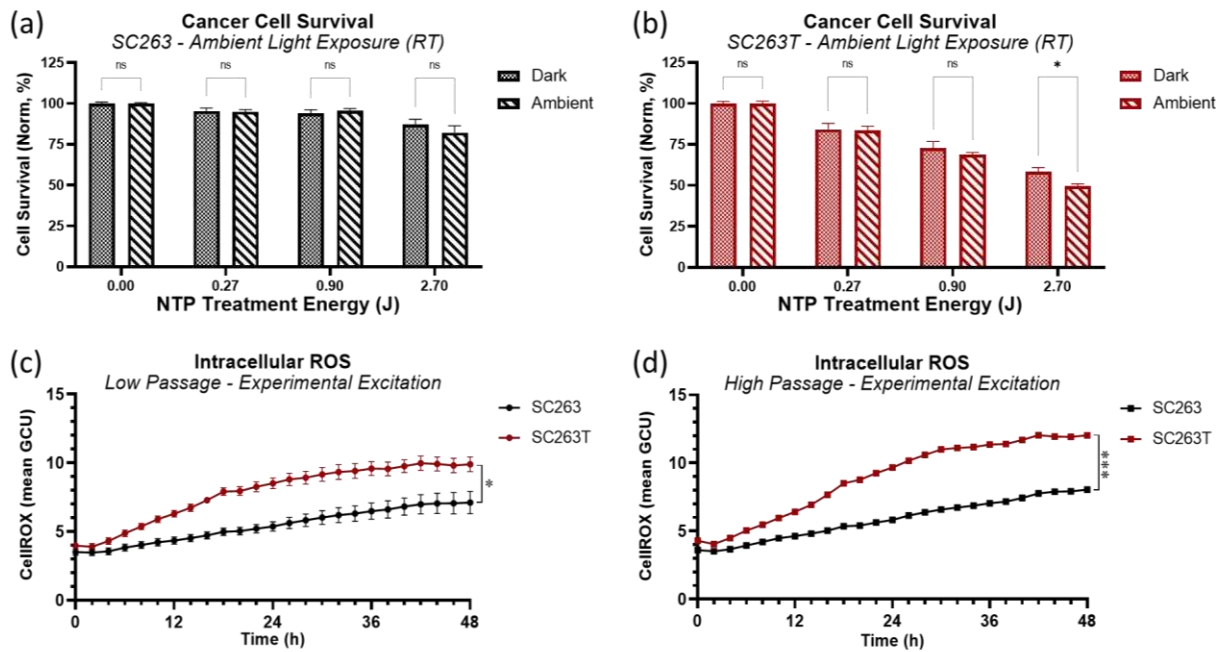 (a)
Cancer Cell Survival
SC263 - Ambient Light Exposure (RT)
Cell Survival (Norm, %)
125
100
75
50
25
0
ns
ns
ns
ns
Dark
Ambient
0.00
0.27
0.90
2.70
NTP Treatment Energy (J)
(b)
Cancer Cell Survival
SC263T - Ambient Light Exposure (RT)
Cell Survival (Norm, %)
125
100
75
50
25
0
ns
ns
ns
*
Dark
Ambient
0.00
0.27
0.90
2.70
NTP Treatment Energy (J)
(c)
Intracellular ROS
Low Passage - Experimental Excitation
CellROX (mean GCU)
15
10
5
0
SC263
SC263T
*
0
12
24
36
48
Time (h)
(d)
Intracellular ROS
High Passage - Experimental Excitation
CellROX (mean GCU)
15
10
5
0
SC263
SC263T
***
0
12
24
36
48
Time (h)